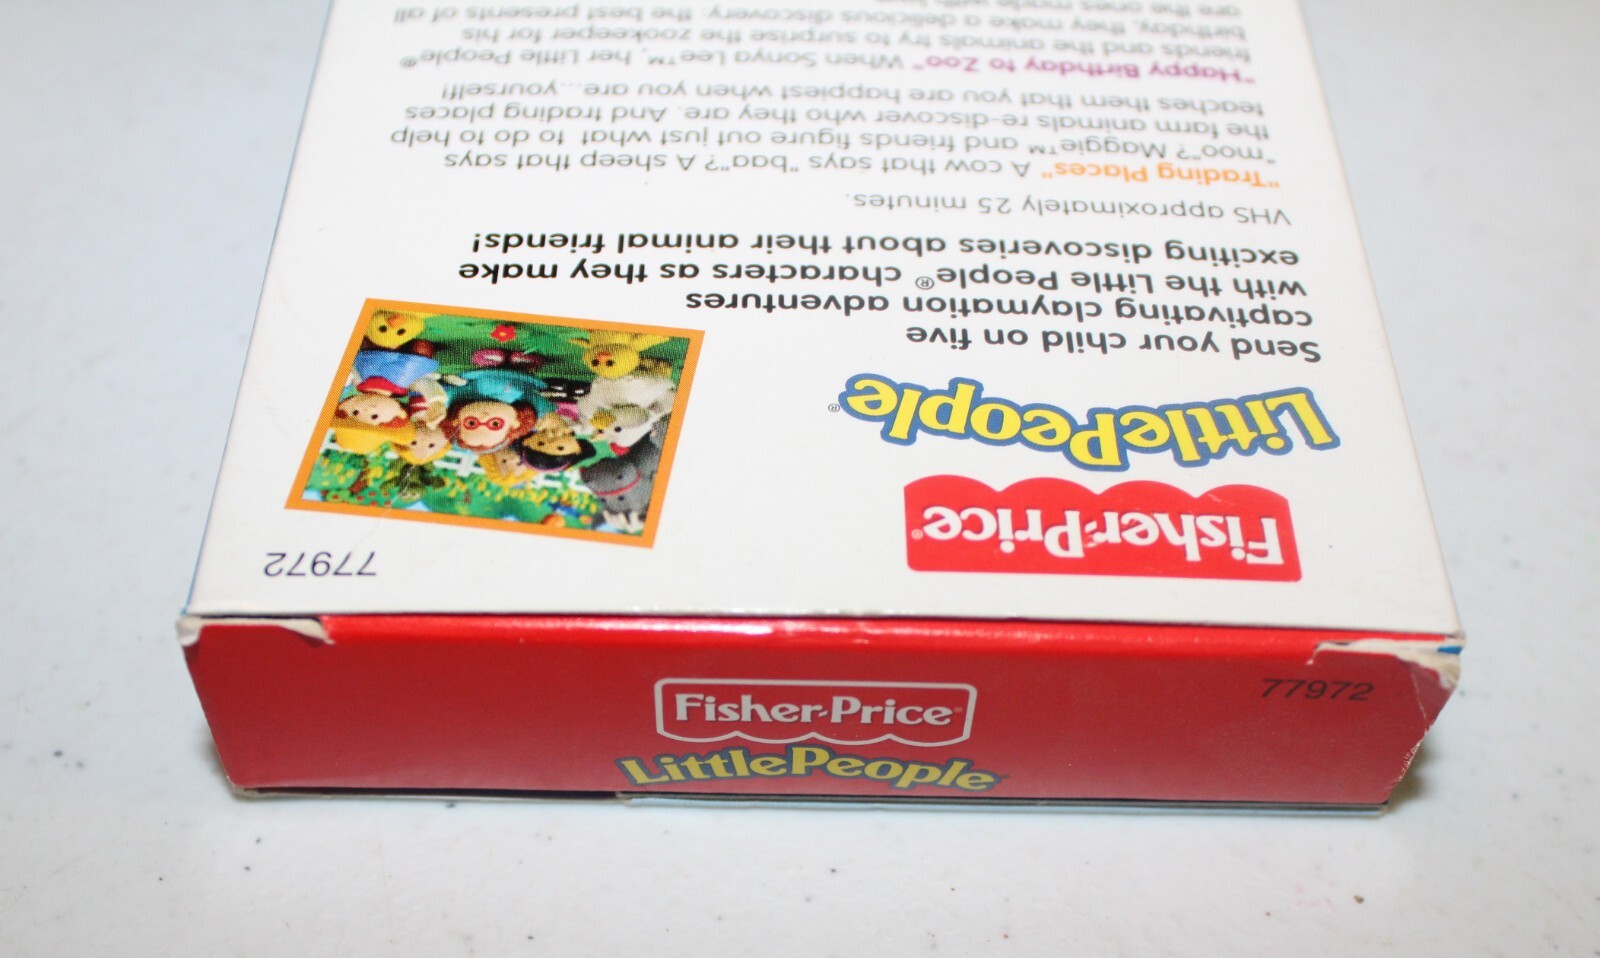 77972
Fisher-Price®
LittlePeople®
Send your child on five
captivating claymation adventures
with the Little People® characters as they make
exciting discoveries about their animal friends!
VHS approximately 25 minutes.
"Trading Places" A cow that says "baa"? A sheep that says
"moo"? Maggie™ and friends figure out just what to do to help
the farm animals re-discover who they are. And trading places
teaches them that you are happiest when you are...yourself!
"Happy Birthday to Zoo" When Sonya Lee™, her Little People®
friends and the animals try to surprise the zookeeper for his
birthday, they make a delicious discovery: the best presents of all
are the ones made with
Fisher-Price®
77972
LittlePeople